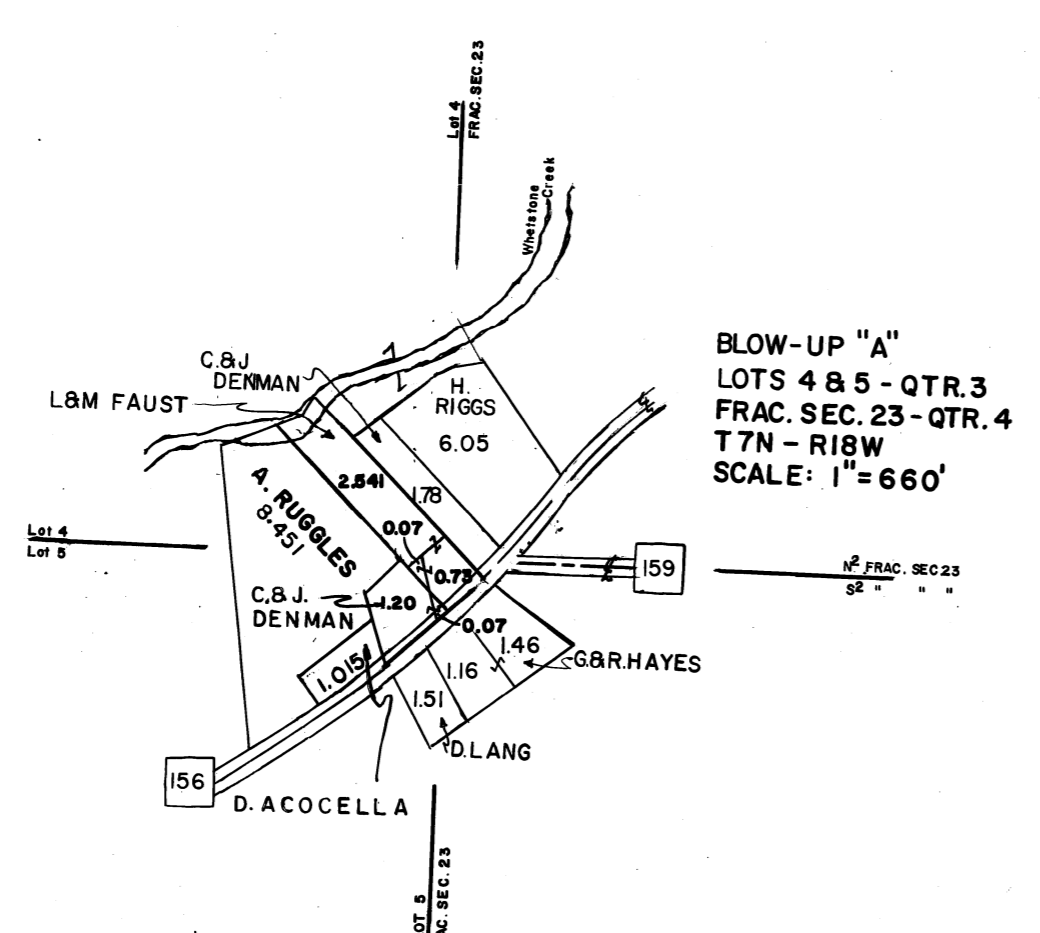 Lot 4
FRAC. SEC. 23
Whetstone
Creek
C.&J
DENMAN
L&M FAUST
H.
RIGGS
6.05
BLOW-UP "A"
LOTS 4 & 5 - QTR. 3
FRAC. SEC. 23 - QTR. 4
T7N - R18W
SCALE: 1"=660'
A. RUGGLES
8.451
2.541
1.78
0.07
0.73
Lot 4
Lot 5
159
N2 FRAC. SEC 23
S2 " " "
C.&J.
DENMAN
1.20
0.07
1.46
G&R.HAYES
1.16
1.0151
1.51
D.LANG
156
D. ACOCELLA
OT 5
AC. SEC. 23